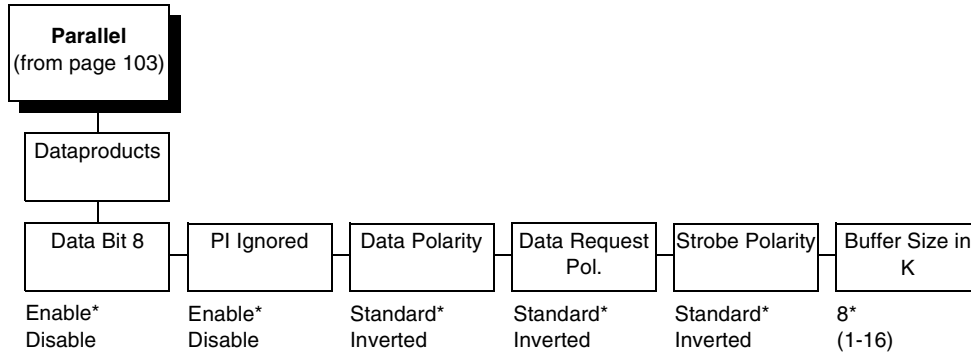 Parallel
(from page 103)
Dataproducts
Data Bit 8
PI Ignored
Data Polarity
Data Request
Pol.
Strobe Polarity
Buffer Size in
K
Enable*
Disable
Enable*
Disable
Standard*
Inverted
Standard*
Inverted
Standard*
Inverted
8*
(1-16)